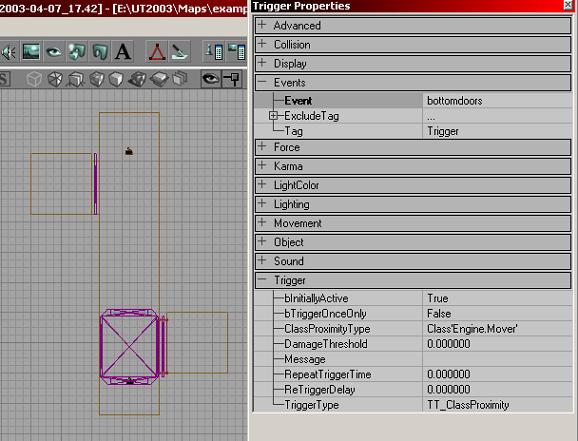 2003-04-07_17.42] - [E:\UT2003\Maps\examp
Trigger Properties
Advanced
Collision
Display
Events
Event bottomdoors
ExcludeTag ...
Tag Trigger
Force
Karma
LightColor
Lighting
Movement
Object
Sound
Trigger
bInitiallyActive True
bTriggerOnceOnly False
ClassProximityType Class'Engine.Mover'
DamageThreshold 0.000000
Message
RepeatTriggerTime 0.000000
ReTriggerDelay 0.000000
TriggerType TT_ClassProximity
A
S